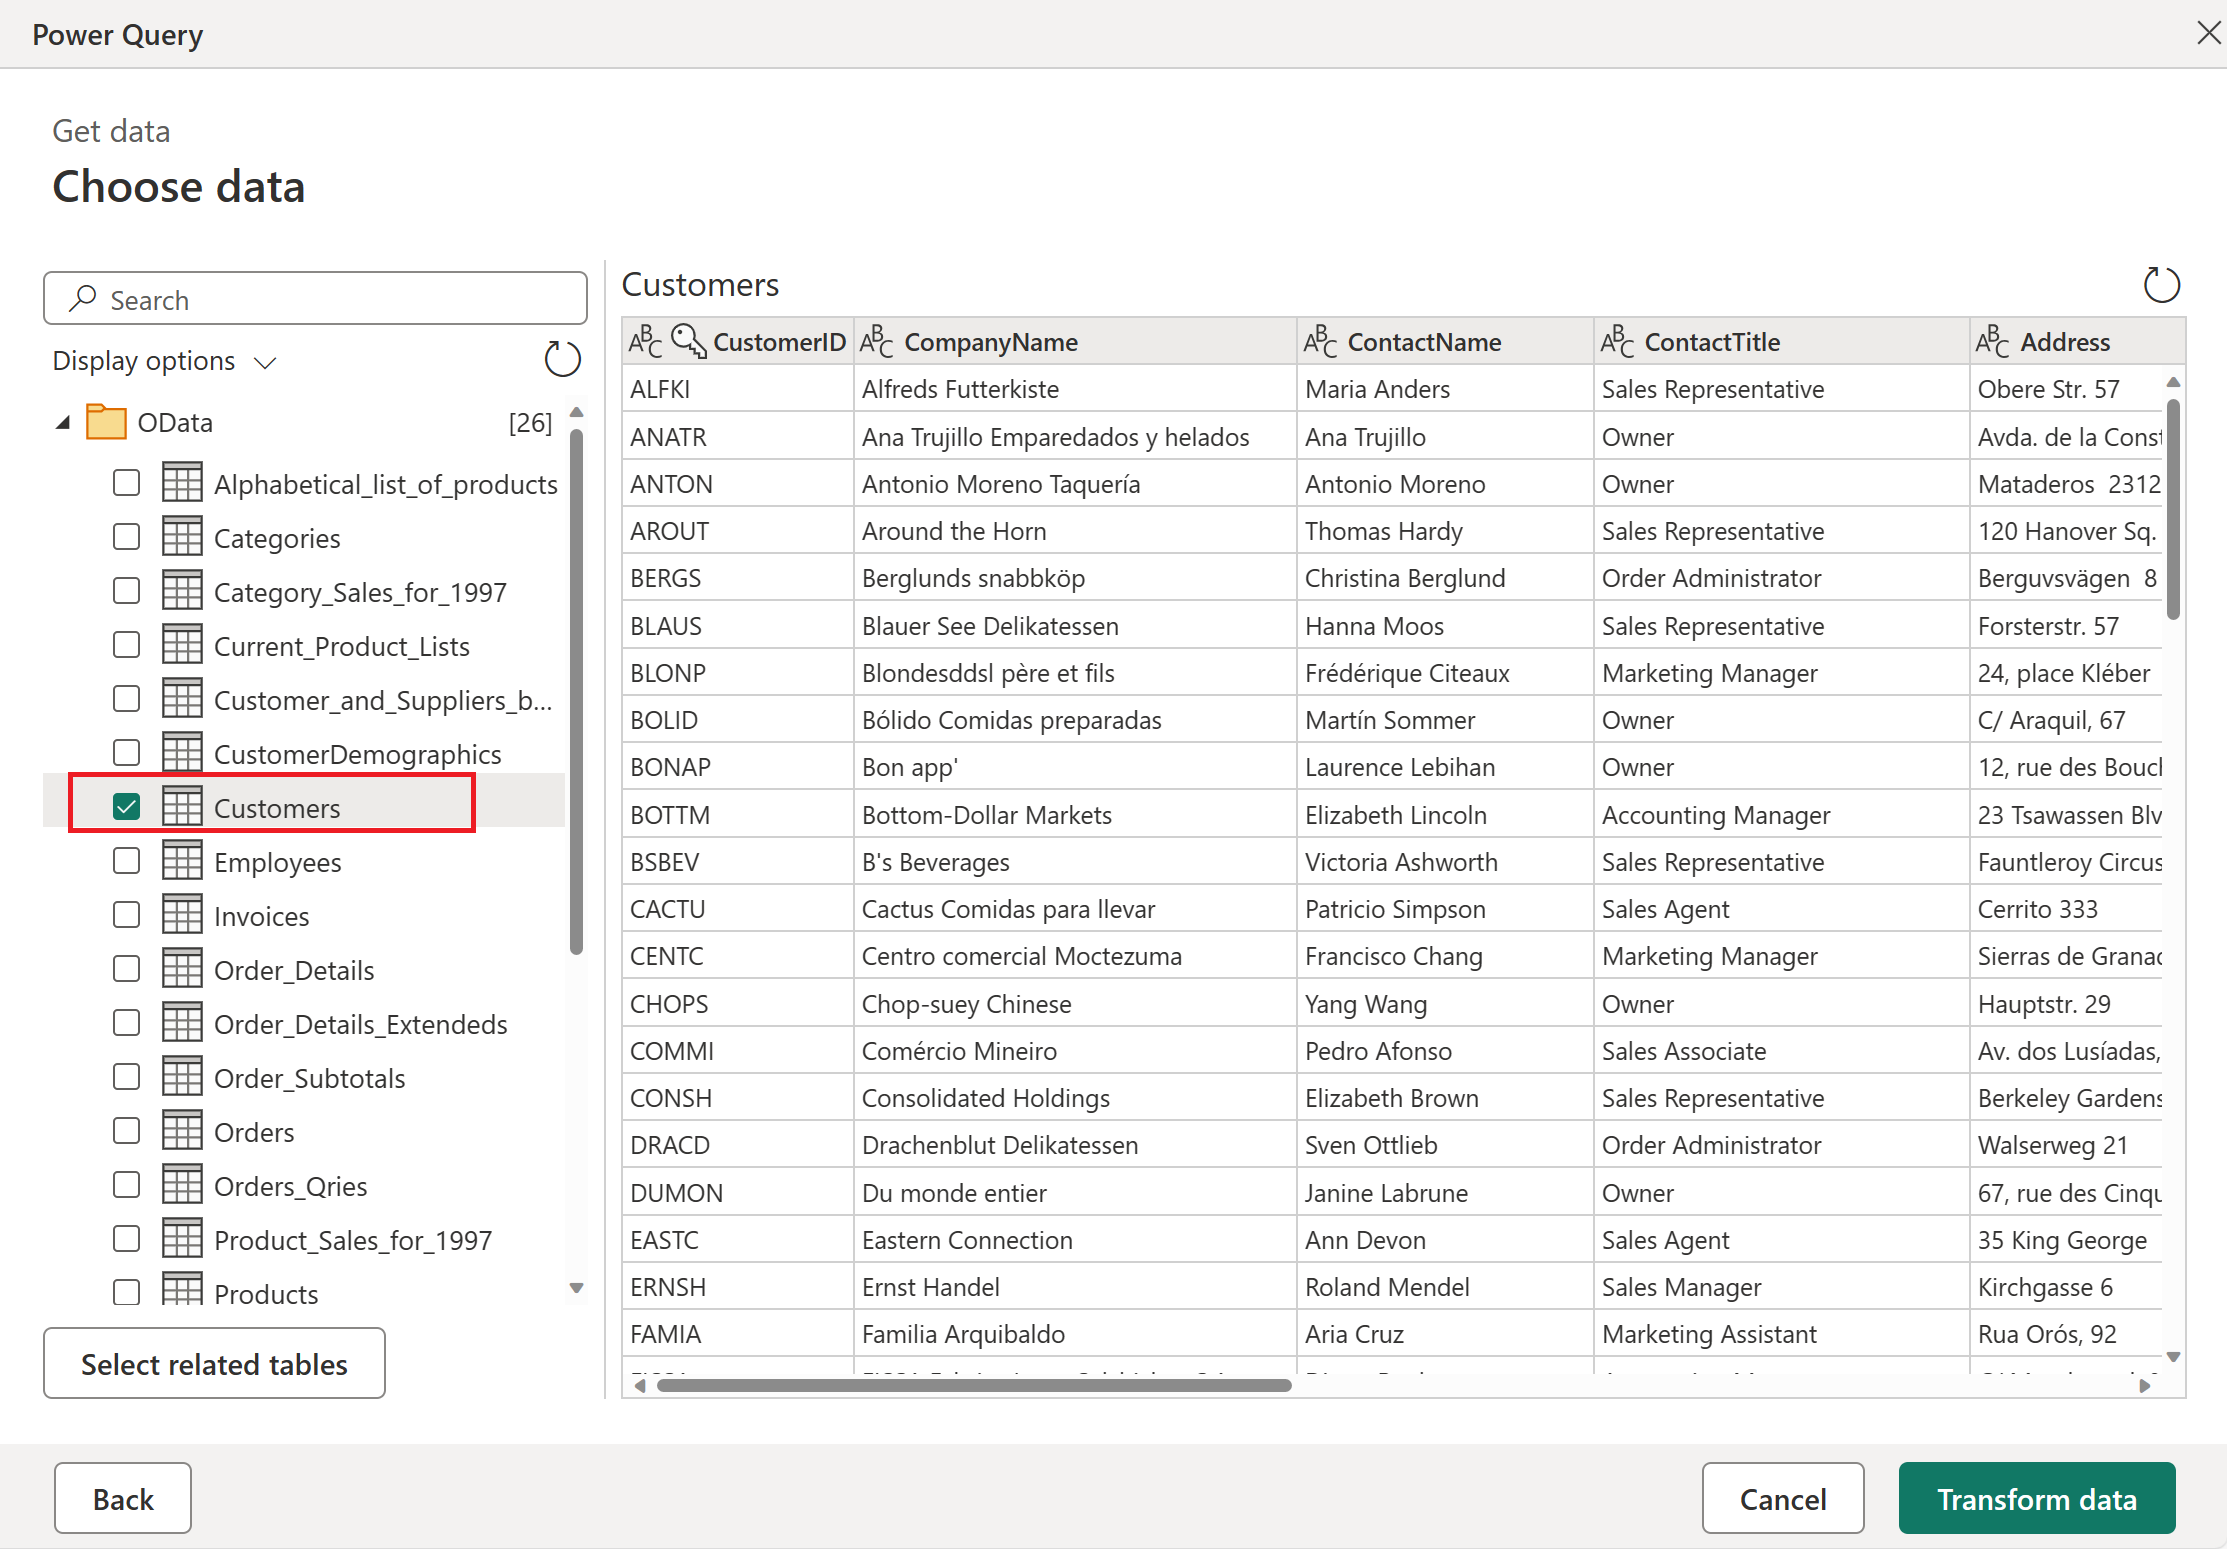 Power Query
Get data
Choose data
Search
Display options
OData [26]
Alphabetical_list_of_products
Categories
Category_Sales_for_1997
Current_Product_Lists
Customer_and_Suppliers_b...
CustomerDemographics
Customers
Employees
Invoices
Order_Details
Order_Details_Extendeds
Order_Subtotals
Orders
Orders_Qries
Product_Sales_for_1997
Products
Select related tables
Customers
ABC CustomerID ABC CompanyName ABC ContactName ABC ContactTitle ABC Address
ALFKI Alfreds Futterkiste Maria Anders Sales Representative Obere Str. 57
ANATR Ana Trujillo Emparedados y helados Ana Trujillo Owner Avda. de la Const
ANTON Antonio Moreno Taquería Antonio Moreno Owner Mataderos 2312
AROUT Around the Horn Thomas Hardy Sales Representative 120 Hanover Sq.
BERGS Berglunds snabbköp Christina Berglund Order Administrator Berguvsvägen 8
BLAUS Blauer See Delikatessen Hanna Moos Sales Representative Forsterstr. 57
BLONP Blondesddsl père et fils Frédérique Citeaux Marketing Manager 24, place Kléber
BOLID Bólido Comidas preparadas Martín Sommer Owner C/ Araquil, 67
BONAP Bon app' Laurence Lebihan Owner 12, rue des Bouch
BOTTM Bottom-Dollar Markets Elizabeth Lincoln Accounting Manager 23 Tsawassen Blv
BSBEV B's Beverages Victoria Ashworth Sales Representative Fauntleroy Circus
CACTU Cactus Comidas para llevar Patricio Simpson Sales Agent Cerrito 333
CENTC Centro comercial Moctezuma Francisco Chang Marketing Manager Sierras de Granad
CHOPS Chop-suey Chinese Yang Wang Owner Hauptstr. 29
COMMI Comércio Mineiro Pedro Afonso Sales Associate Av. dos Lusíadas,
CONSH Consolidated Holdings Elizabeth Brown Sales Representative Berkeley Gardens
DRACD Drachenblut Delikatessen Sven Ottlieb Order Administrator Walserweg 21
DUMON Du monde entier Janine Labrune Owner 67, rue des Cinqu
EASTC Eastern Connection Ann Devon Sales Agent 35 King George
ERNSH Ernst Handel Roland Mendel Sales Manager Kirchgasse 6
FAMIA Familia Arquibaldo Aria Cruz Marketing Assistant Rua Orós, 92
Back
Cancel
Transform data